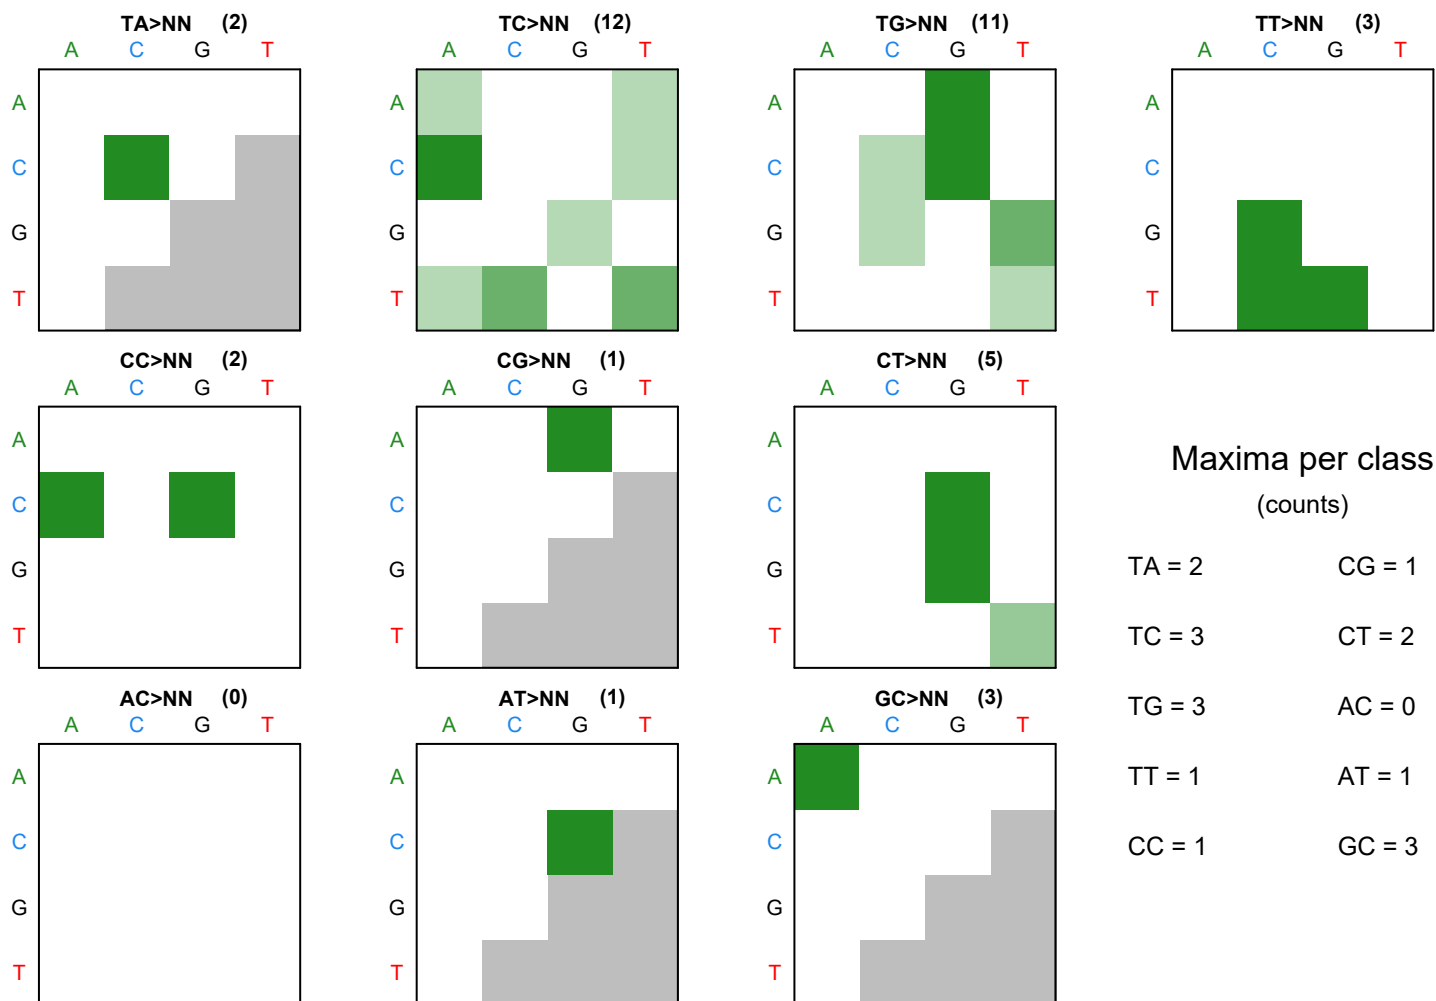 TA>NN (2) TC>NN (12) TG>NN (11) TT>NN (3)
A C G T A C G T A C G T A C G T
A A A A
C C C C
G G G G
T T T T
CC>NN (2) CG>NN (1) CT>NN (5)
A C G T A C G T A C G T
A A A
C C C
G G G
T T T
Maxima per class
(counts)
TA = 2 CG = 1
TC = 3 CT = 2
TG = 3 AC = 0
TT = 1 AT = 1
CC = 1 GC = 3
AC>NN (0) AT>NN (1) GC>NN (3)
A C G T A C G T A C G T
A A A
C C C
G G G
T T T